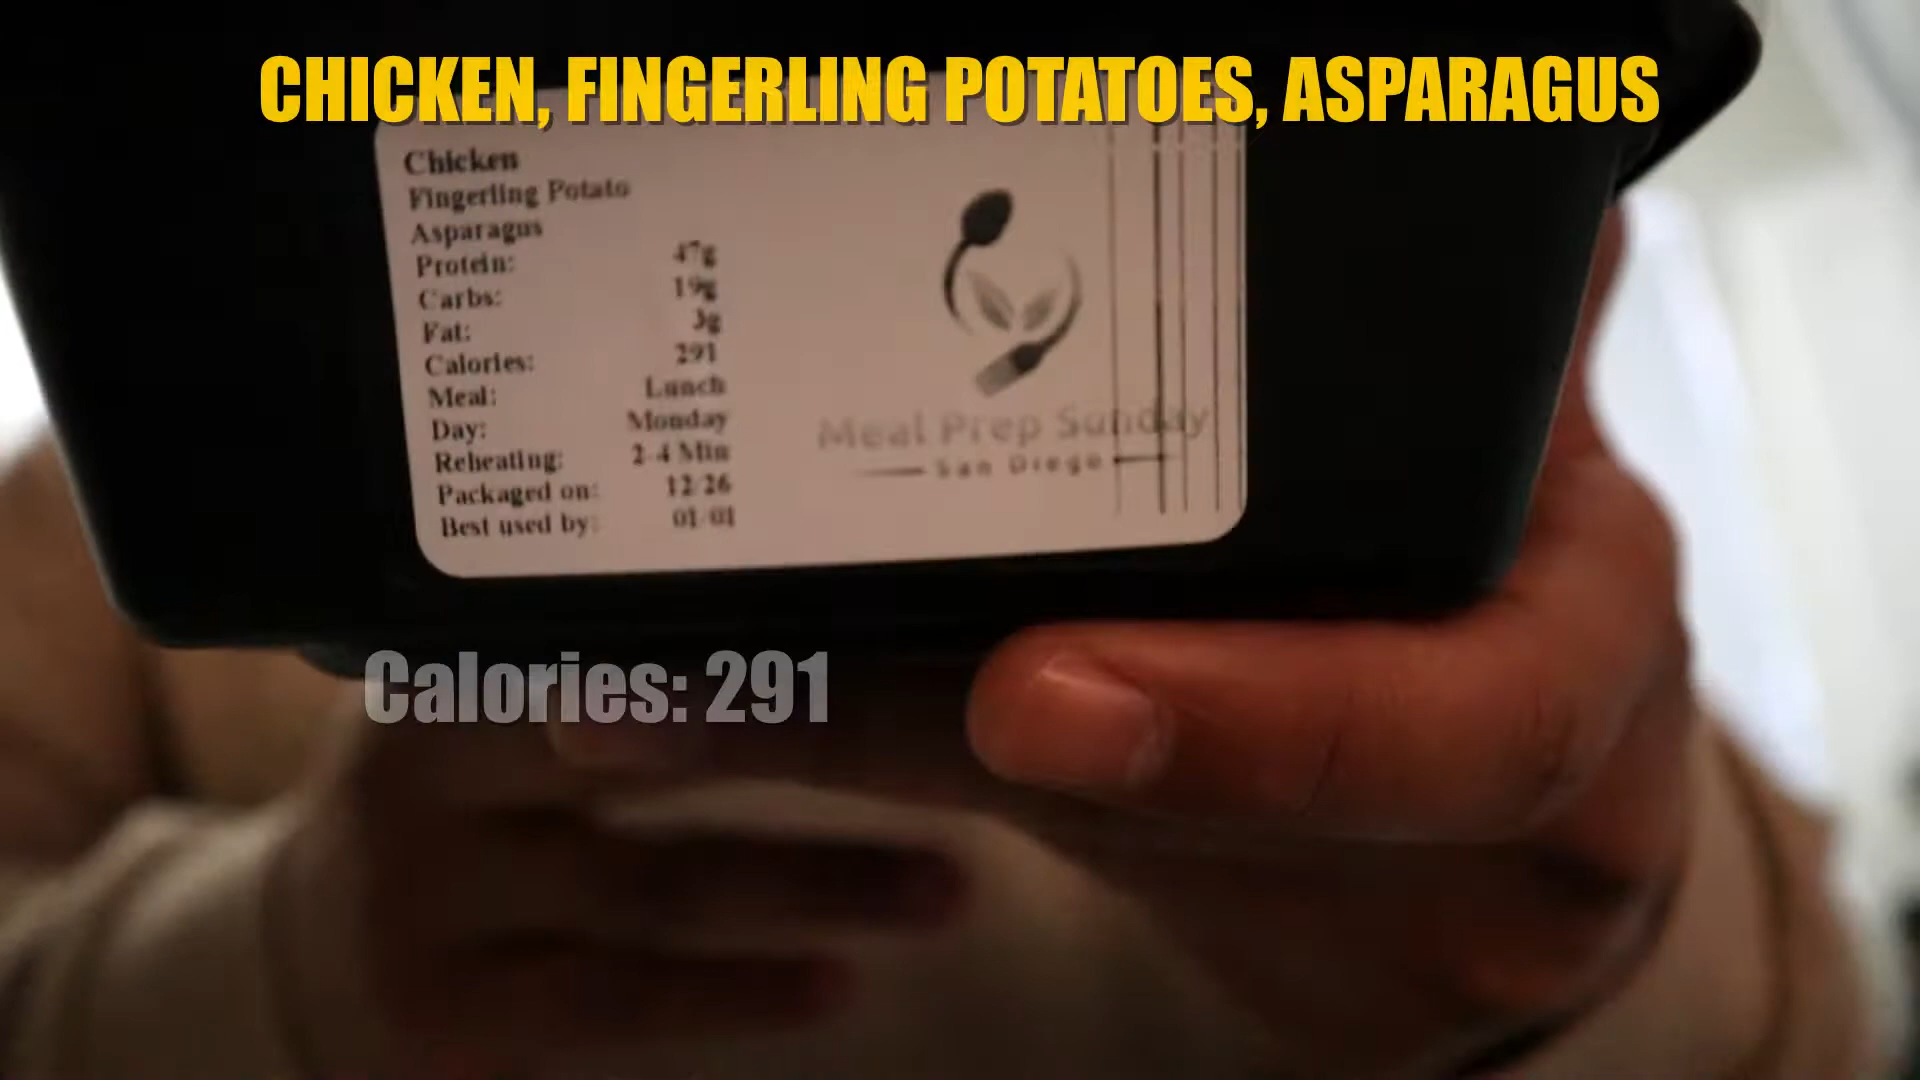 CHICKEN, FINGERLING POTATOES, ASPARAGUS
Chicken
Fingerling Potato
Asparagus
Protein: 47g
Carbs: 19g
Fat: 3g
Calories: 291
Meal: Lunch
Day: Monday
Reheating: 2-4 Min
Packaged on: 12/26
Best used by: 01/01
Meal Prep Sunday
San Diego
Calories: 291